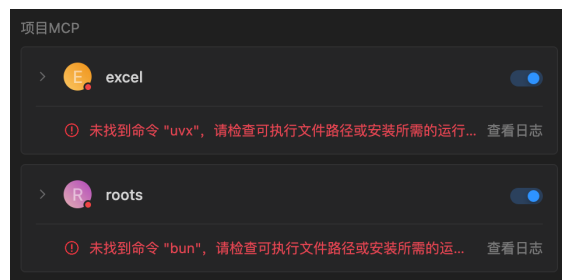 项目MCP
E excel
未找到命令 "uvx"，请检查可执行文件路径或安装所需的运行... 查看日志
R roots
未找到命令 "bun"，请检查可执行文件路径或安装所需的运... 查看日志